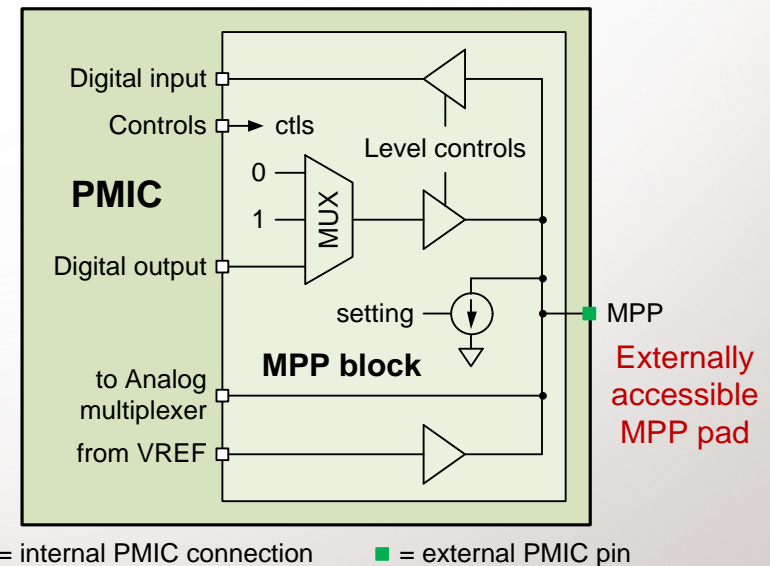 Digital input
Controls
ctls
Level controls
0
PMIC
MUX
1
Digital output
setting
MPP
MPP block
Externally
accessible
MPP pad
to Analog
multiplexer
from VREF
= internal PMIC connection
= external PMIC pin